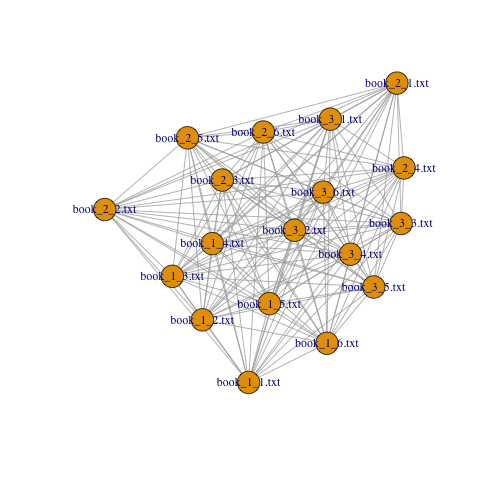 book_2_1.txt
book_3_1.txt
book_2_6.txt
book_2_5.txt
book_2_4.txt
book_2_3.txt
book_3_6.txt
book_2_2.txt
book_3_3.txt
book_3_2.txt
book_1_4.txt
book_3_4.txt
book_1_3.txt
book_3_5.txt
book_1_5.txt
book_1_2.txt
book_1_6.txt
book_1_1.txt